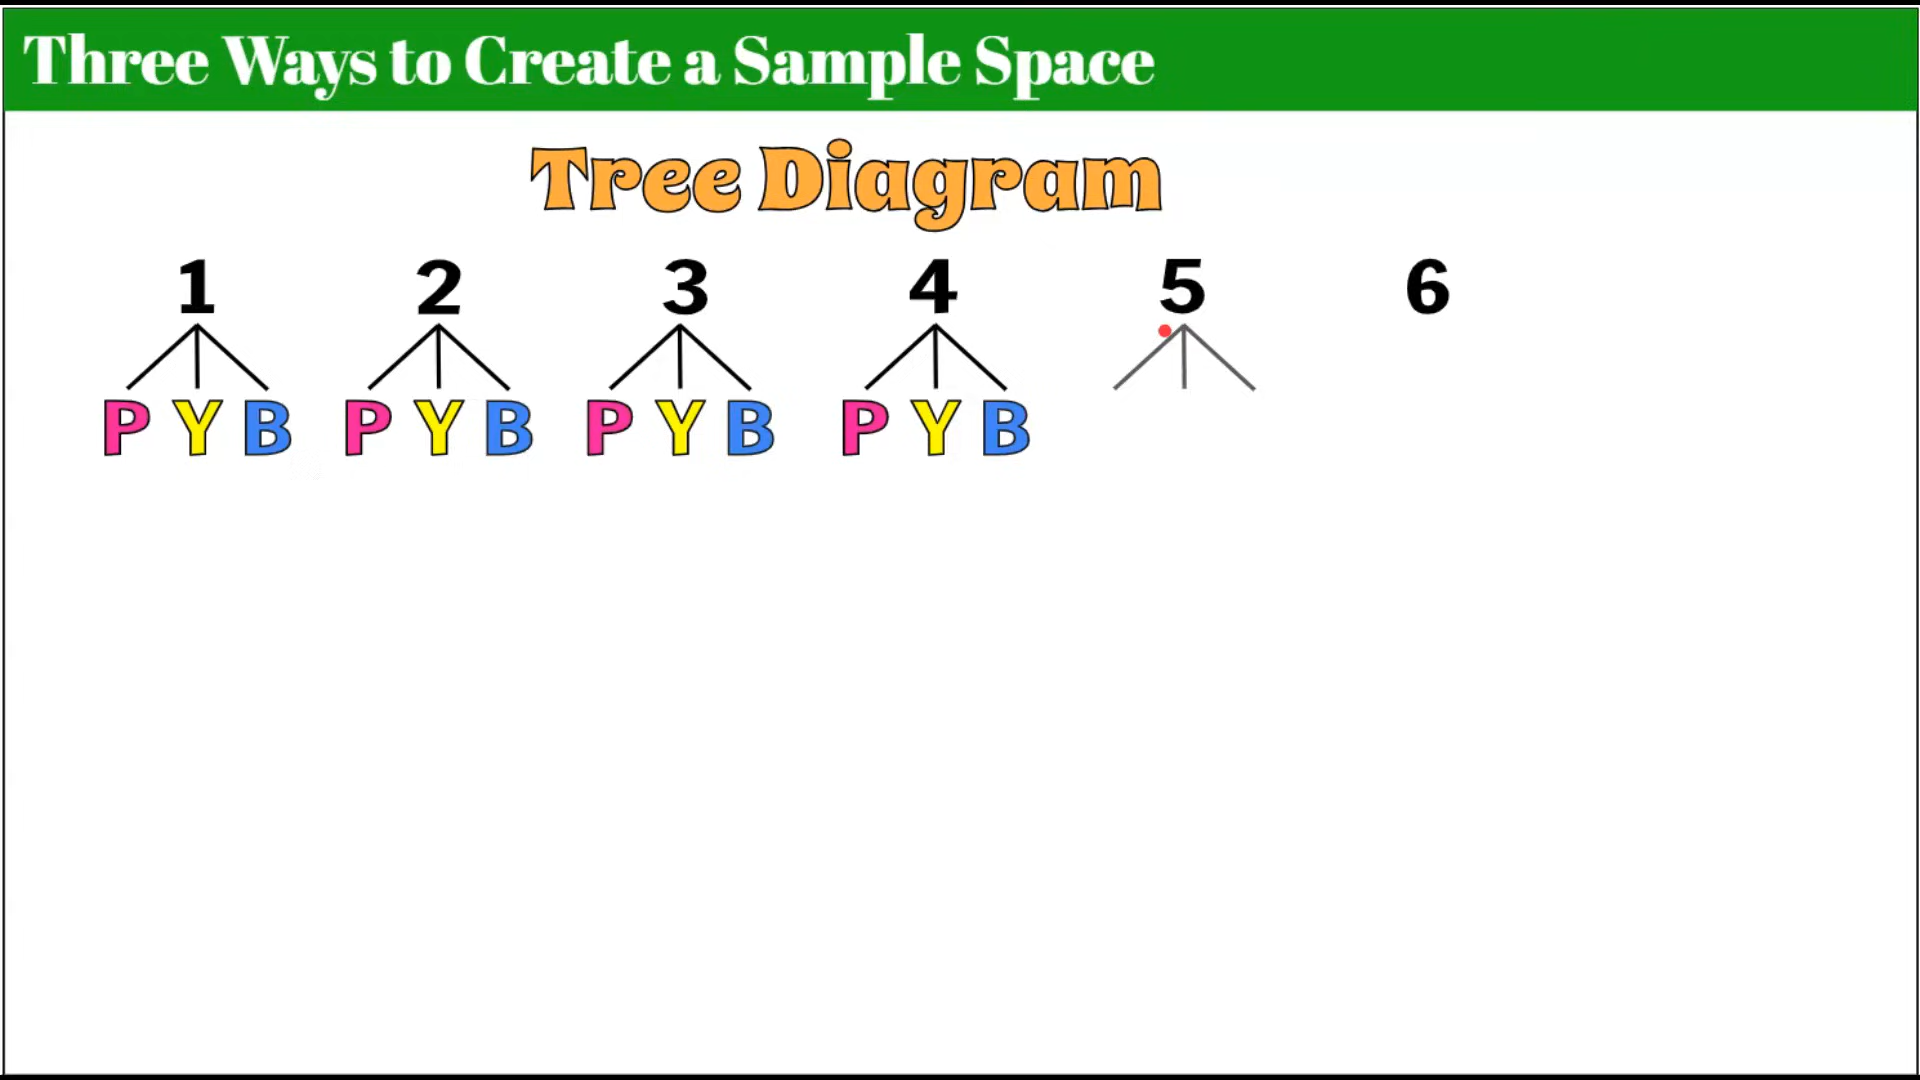 Three Ways to Create a Sample Space
Tree Diagram
1 2 3 4 5 6
P Y B P Y B P Y B P Y B